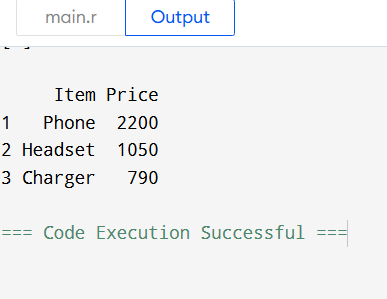 main.r Output
Item Price
1 Phone 2200
2 Headset 1050
3 Charger 790
=== Code Execution Successful ===